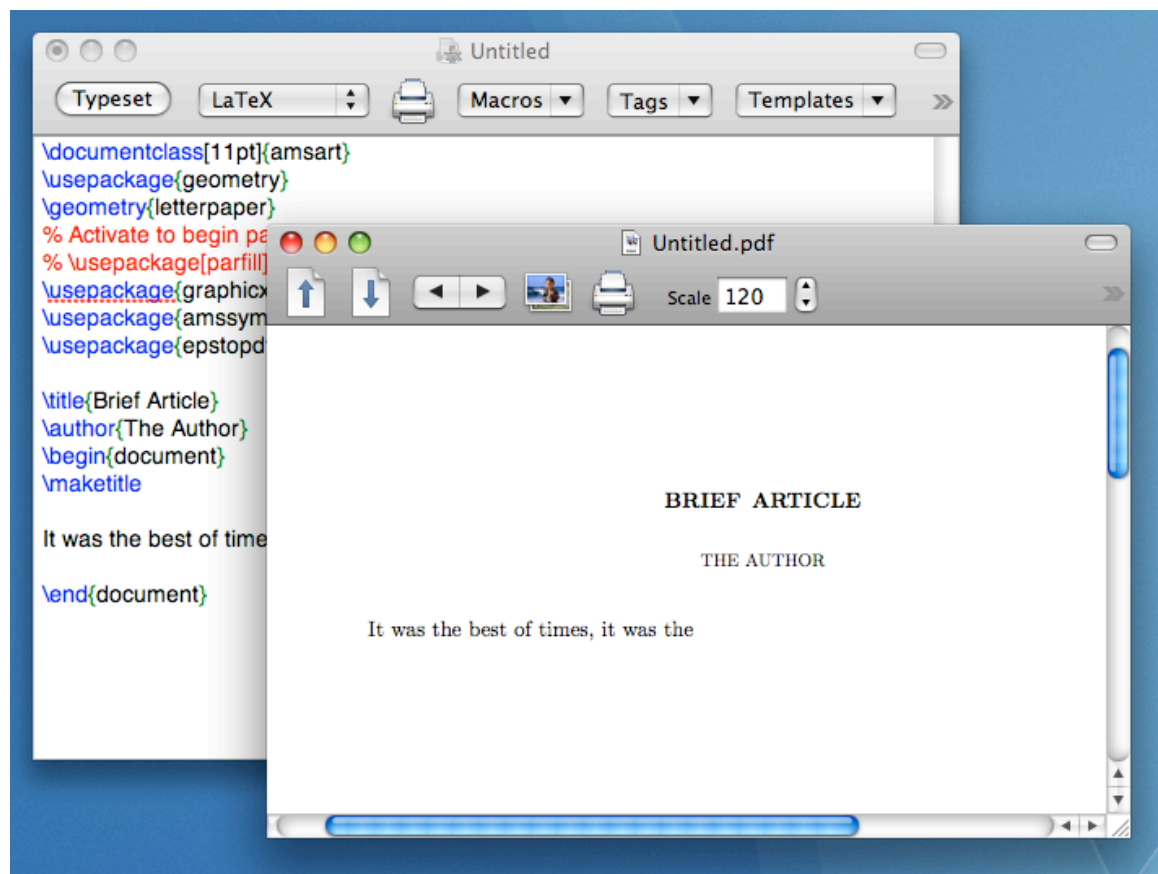 Untitled
Typeset LaTeX Macros Tags Templates »
\documentclass[11pt]{amsart}
\usepackage{geometry}
\geometry{letterpaper}
% Activate to begin pa
% \usepackage[parfill]
\usepackage{graphicx
\usepackage{amssym
\usepackage{epstopd
\title{Brief Article}
\author{The Author}
\begin{document}
\maketitle
It was the best of time
\end{document}
Untitled.pdf
Scale 120 »
BRIEF ARTICLE
THE AUTHOR
It was the best of times, it was the